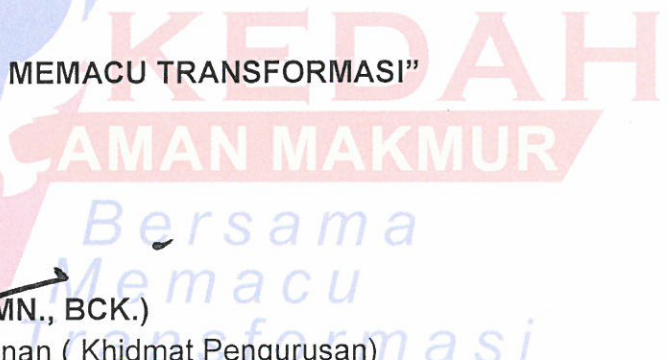 KEDAH
MEMACU TRANSFORMASI”
AMAN MAKMUR
Bersama
Memacu
MN., BCK.)
Transformasi
nan ( Khidmat Pengurusan)